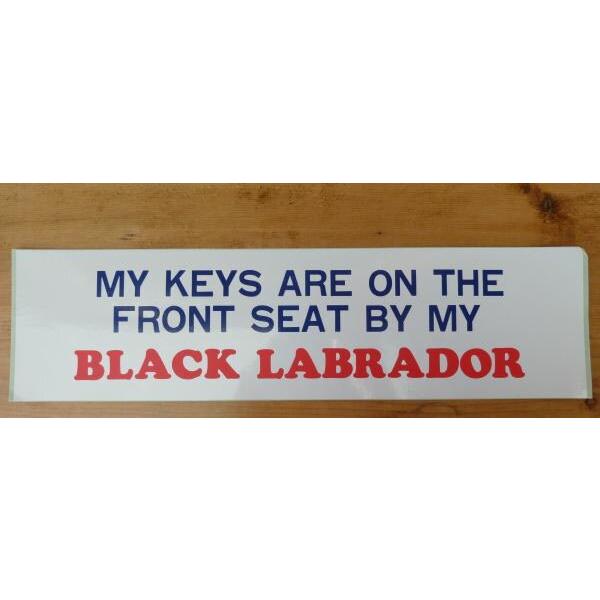 MY KEYS ARE ON THE
FRONT SEAT BY MY
BLACK LABRADOR